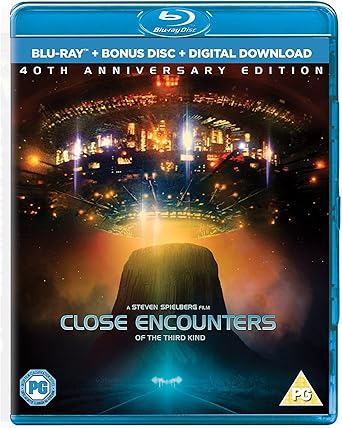 Blu-ray Disc
BLU-RAY™ + BONUS DISC + DIGITAL DOWNLOAD
40TH ANNIVERSARY EDITION
A STEVEN SPIELBERG FILM
CLOSE ENCOUNTERS
OF THE THIRD KIND
PG
PG